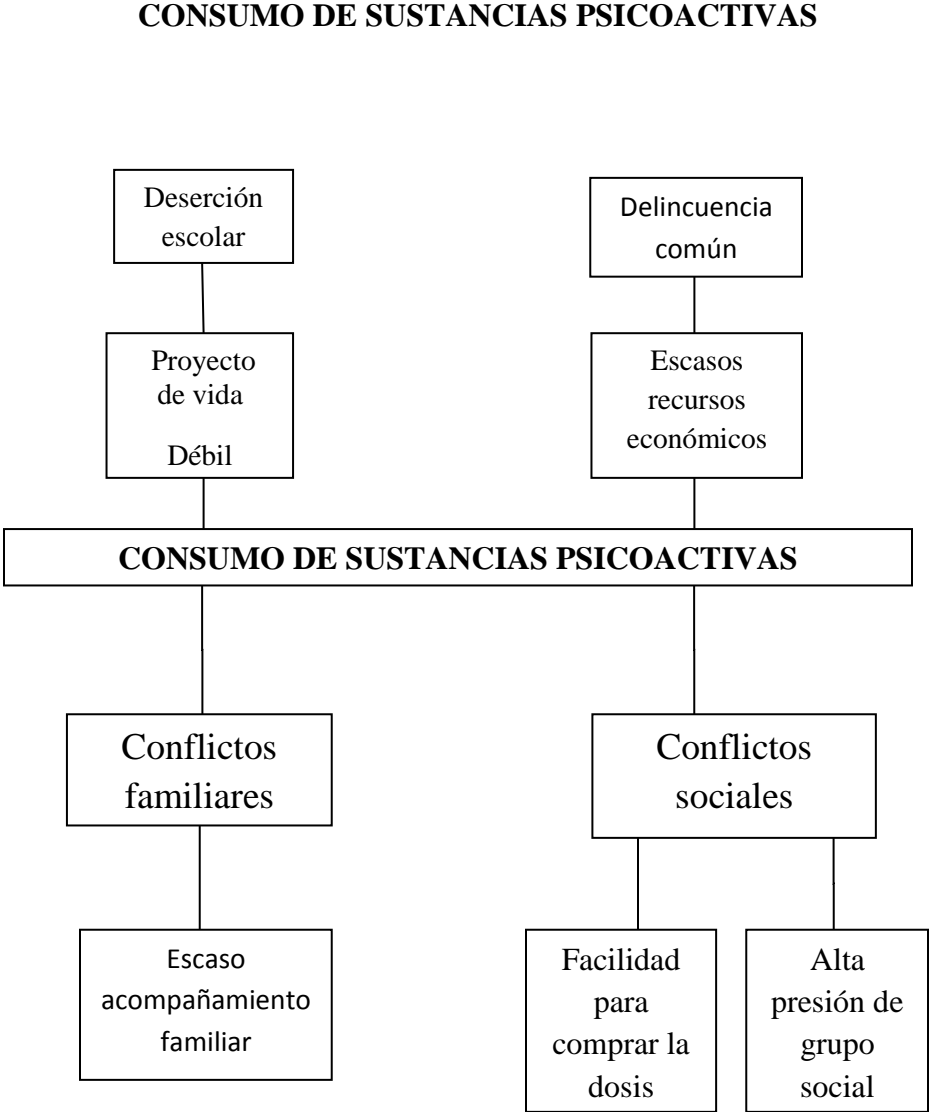 CONSUMO DE SUSTANCIAS PSICOACTIVAS
Deserción
escolar
Delincuencia
común
Proyecto
de vida
Débil
Escasos
recursos
económicos
CONSUMO DE SUSTANCIAS PSICOACTIVAS
Conflictos
familiares
Conflictos
sociales
Escaso
acompañamiento
familiar
Facilidad
para
comprar la
dosis
Alta
presión de
grupo
social